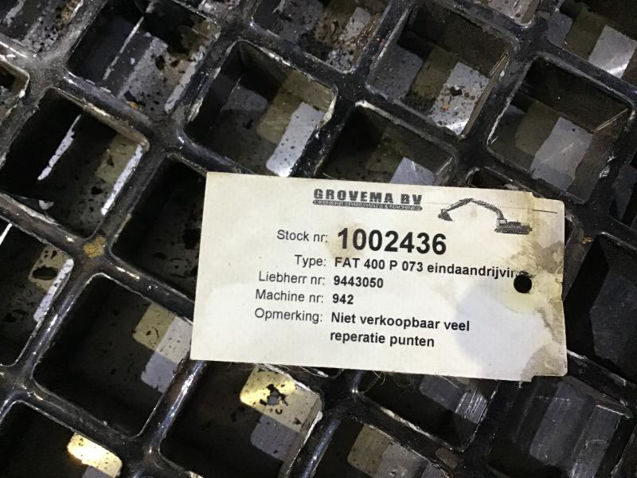 GROVEMA BV
Stock nr: 1002436
Type: FAT 400 P 073 eindaandrijving
Liebherr nr: 9443050
Machine nr: 942
Opmerking: Niet verkoopbaar veel
reperatie punten